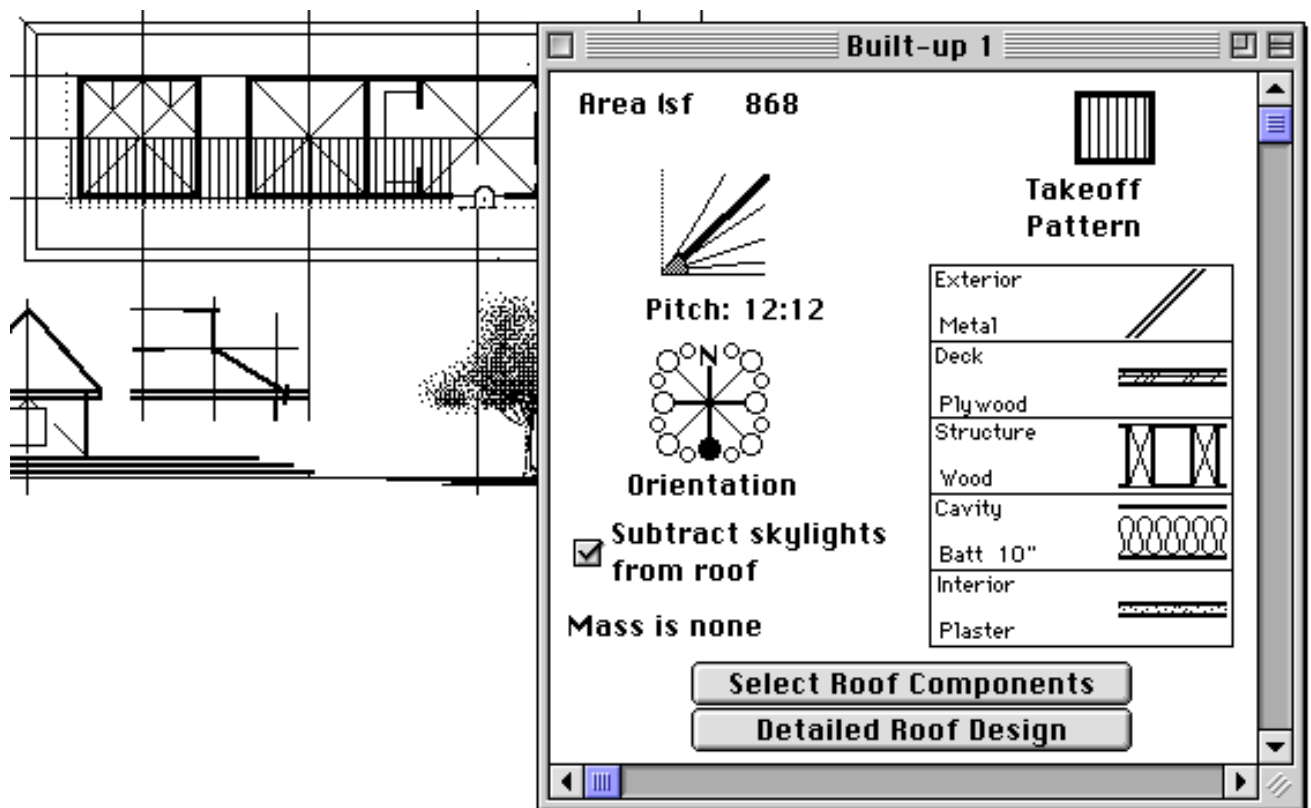 Built-up 1
Area (sf 868
Takeoff
Pattern
Pitch: 12:12
N
Orientation
Subtract skylights
from roof
Mass is none
Exterior
Metal
Deck
Plywood
Structure
Wood
Cavity
Batt 10"
Interior
Plaster
Select Roof Components
Detailed Roof Design